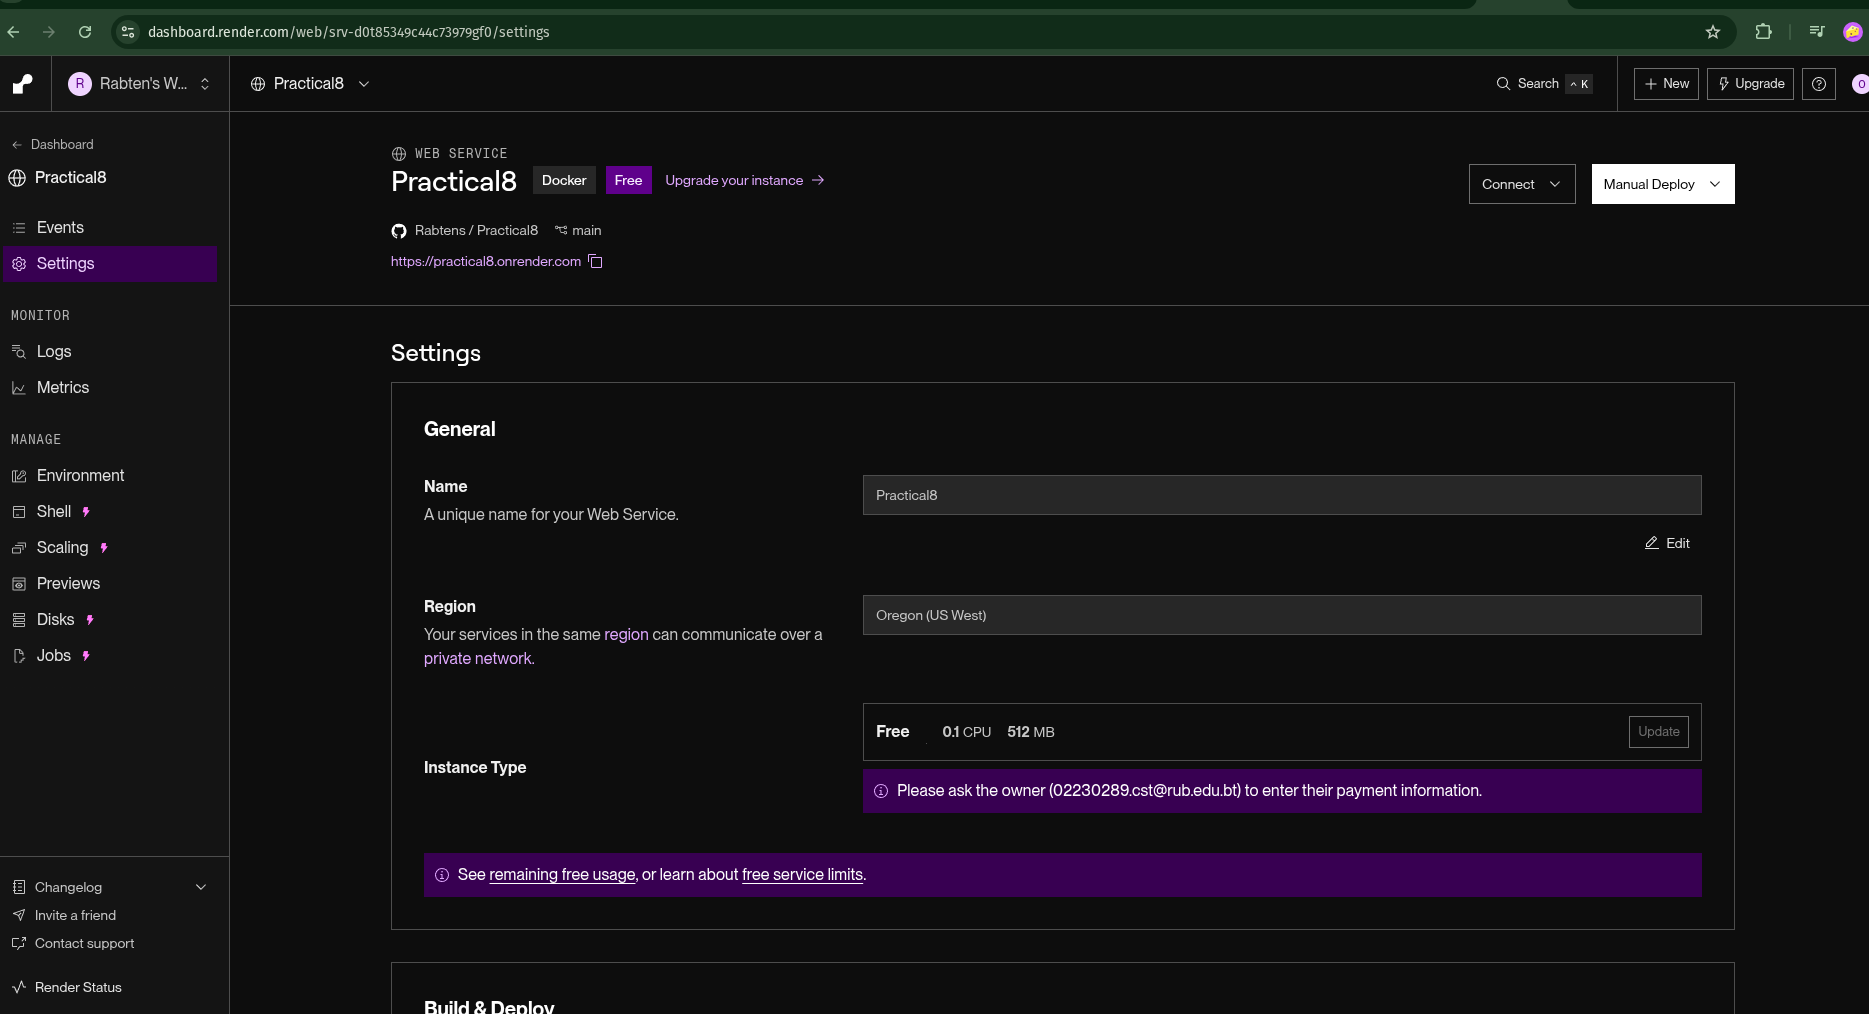 dashboard.render.com/web/srv-d0t85349c44c73979gf0/settings
R Rabten's W...
Practical8
Search ^ K
New
Upgrade
Dashboard
Practical8
Events
Settings
MONITOR
Logs
Metrics
MANAGE
Environment
Shell
Scaling
Previews
Disks
Jobs
Changelog
Invite a friend
Contact support
Render Status
WEB SERVICE
Practical8 Docker Free Upgrade your instance →
Connect
Manual Deploy
Rabtens / Practical8 main
https://practical8.onrender.com
Settings
General
Name
A unique name for your Web Service.
Practical8
Edit
Region
Your services in the same region can communicate over a
private network.
Oregon (US West)
Instance Type
Free 0.1 CPU 512 MB
Update
Please ask the owner (02230289.cst@rub.edu.bt) to enter their payment information.
See remaining free usage, or learn about free service limits.
Build & Deploy